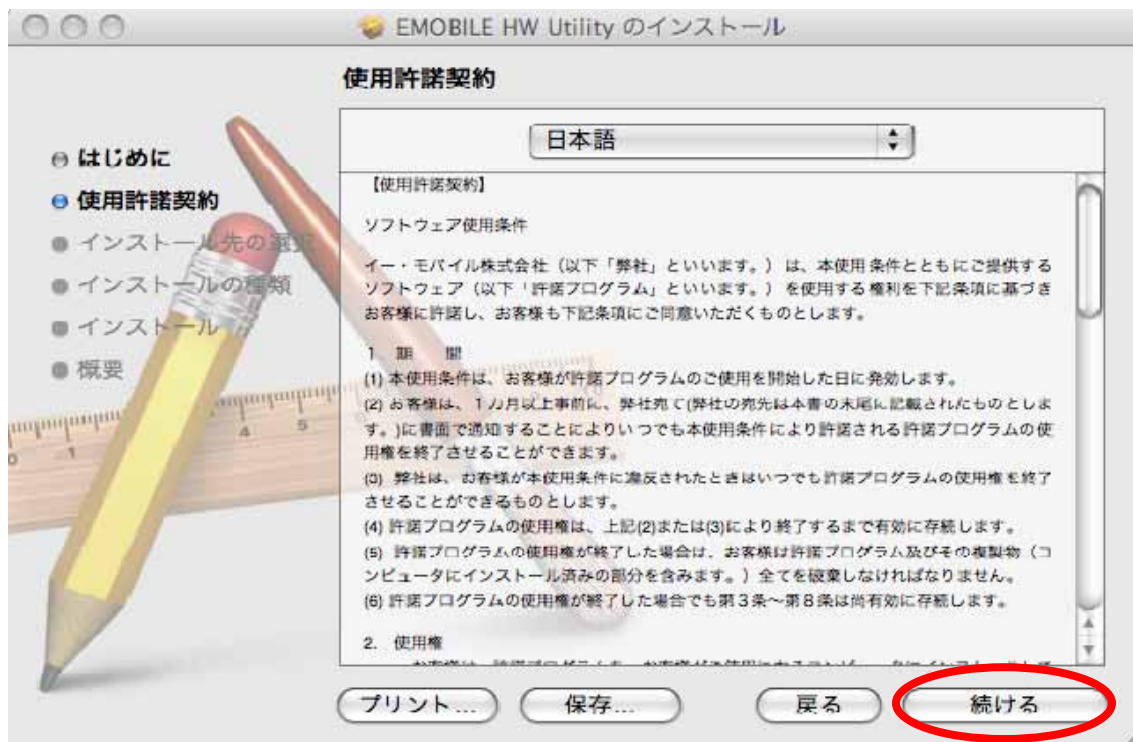 EMOBILE HW Utility のインストール
使用許諾契約
はじめに
使用許諾契約
インストール先の選択
インストールの種類
インストール
概要
日本語
【使用許諾契約】
ソフトウェア使用条件
イー・モバイル株式会社（以下「弊社」といいます。）は、本使用条件とともにご提供する
ソフトウェア（以下「許諾プログラム」といいます。）を使用する権利を下記条項に基づき
お客様に許諾し、お客様も下記条項にご同意いただくものとします。
1 期 間
(1) 本使用条件は、お客様が許諾プログラムのご使用を開始した日に発効します。
(2) お客様は、１カ月以上事前に、弊社宛て(弊社の宛先は本書の末尾に記載されたものとしま
す。)に書面で通知することによりいつでも本使用条件により許諾される許諾プログラムの使
用権を終了させることができます。
(3) 弊社は、お客様が本使用条件に違反されたときはいつでも許諾プログラムの使用権を終了
させることができるものとします。
(4) 許諾プログラムの使用権は、上記(2)または(3)により終了するまで有効に存続します。
(5) 許諾プログラムの使用権が終了した場合は、お客様は許諾プログラム及びその複製物（コ
ンピュータにインストール済みの部分を含みます。）全てを破棄しなければなりません。
(6) 許諾プログラムの使用権が終了した場合でも第３条～第８条は尚有効に存続します。
2. 使用権
プリント...
保存...
戻る
続ける
0 1 4 5